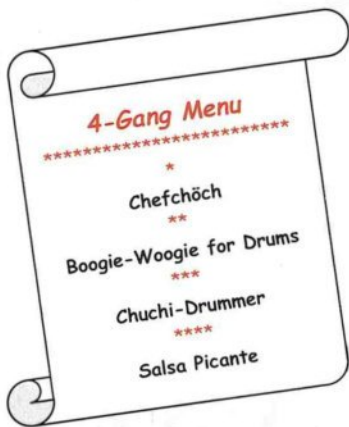 4-Gang Menu
*************************
*
Chefchöch
**
Boogie-Woogie for Drums
***
Chuchi-Drummer
****
Salsa Picante